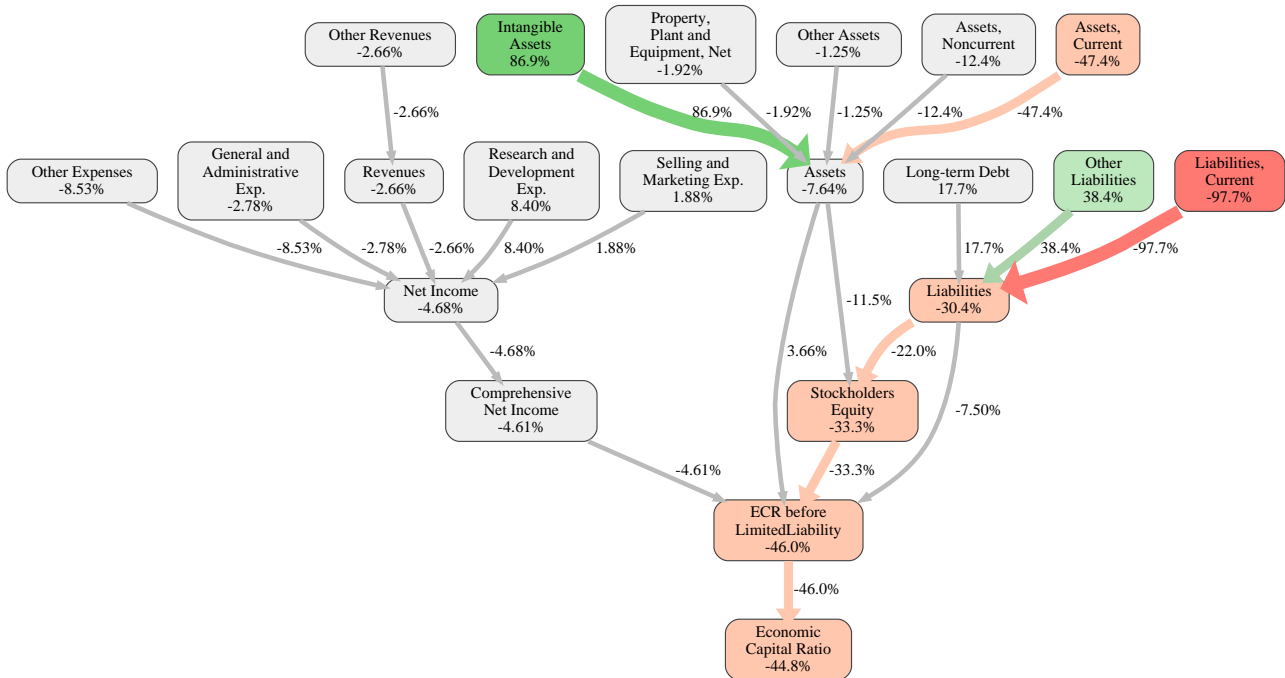 Other Revenues
-2.66%
Intangible
Assets
86.9%
Property,
Plant and
Equipment, Net
-1.92%
Other Assets
-1.25%
Assets,
Noncurrent
-12.4%
Assets,
Current
-47.4%
-2.66%
86.9%
-1.92%
-1.25%
-12.4%
-47.4%
Other Expenses
-8.53%
General and
Administrative
Exp.
-2.78%
Revenues
-2.66%
Research and
Development
Exp.
8.40%
Selling and
Marketing Exp.
1.88%
Assets
-7.64%
Long-term Debt
17.7%
Other
Liabilities
38.4%
Liabilities,
Current
-97.7%
-8.53%
-2.78%
-2.66%
8.40%
1.88%
17.7%
38.4%
-97.7%
Net Income
-4.68%
-11.5%
Liabilities
-30.4%
-4.68%
3.66%
-22.0%
Comprehensive
Net Income
-4.61%
Stockholders
Equity
-33.3%
-7.50%
-4.61%
-33.3%
ECR before
LimitedLiability
-46.0%
-46.0%
Economic
Capital Ratio
-44.8%